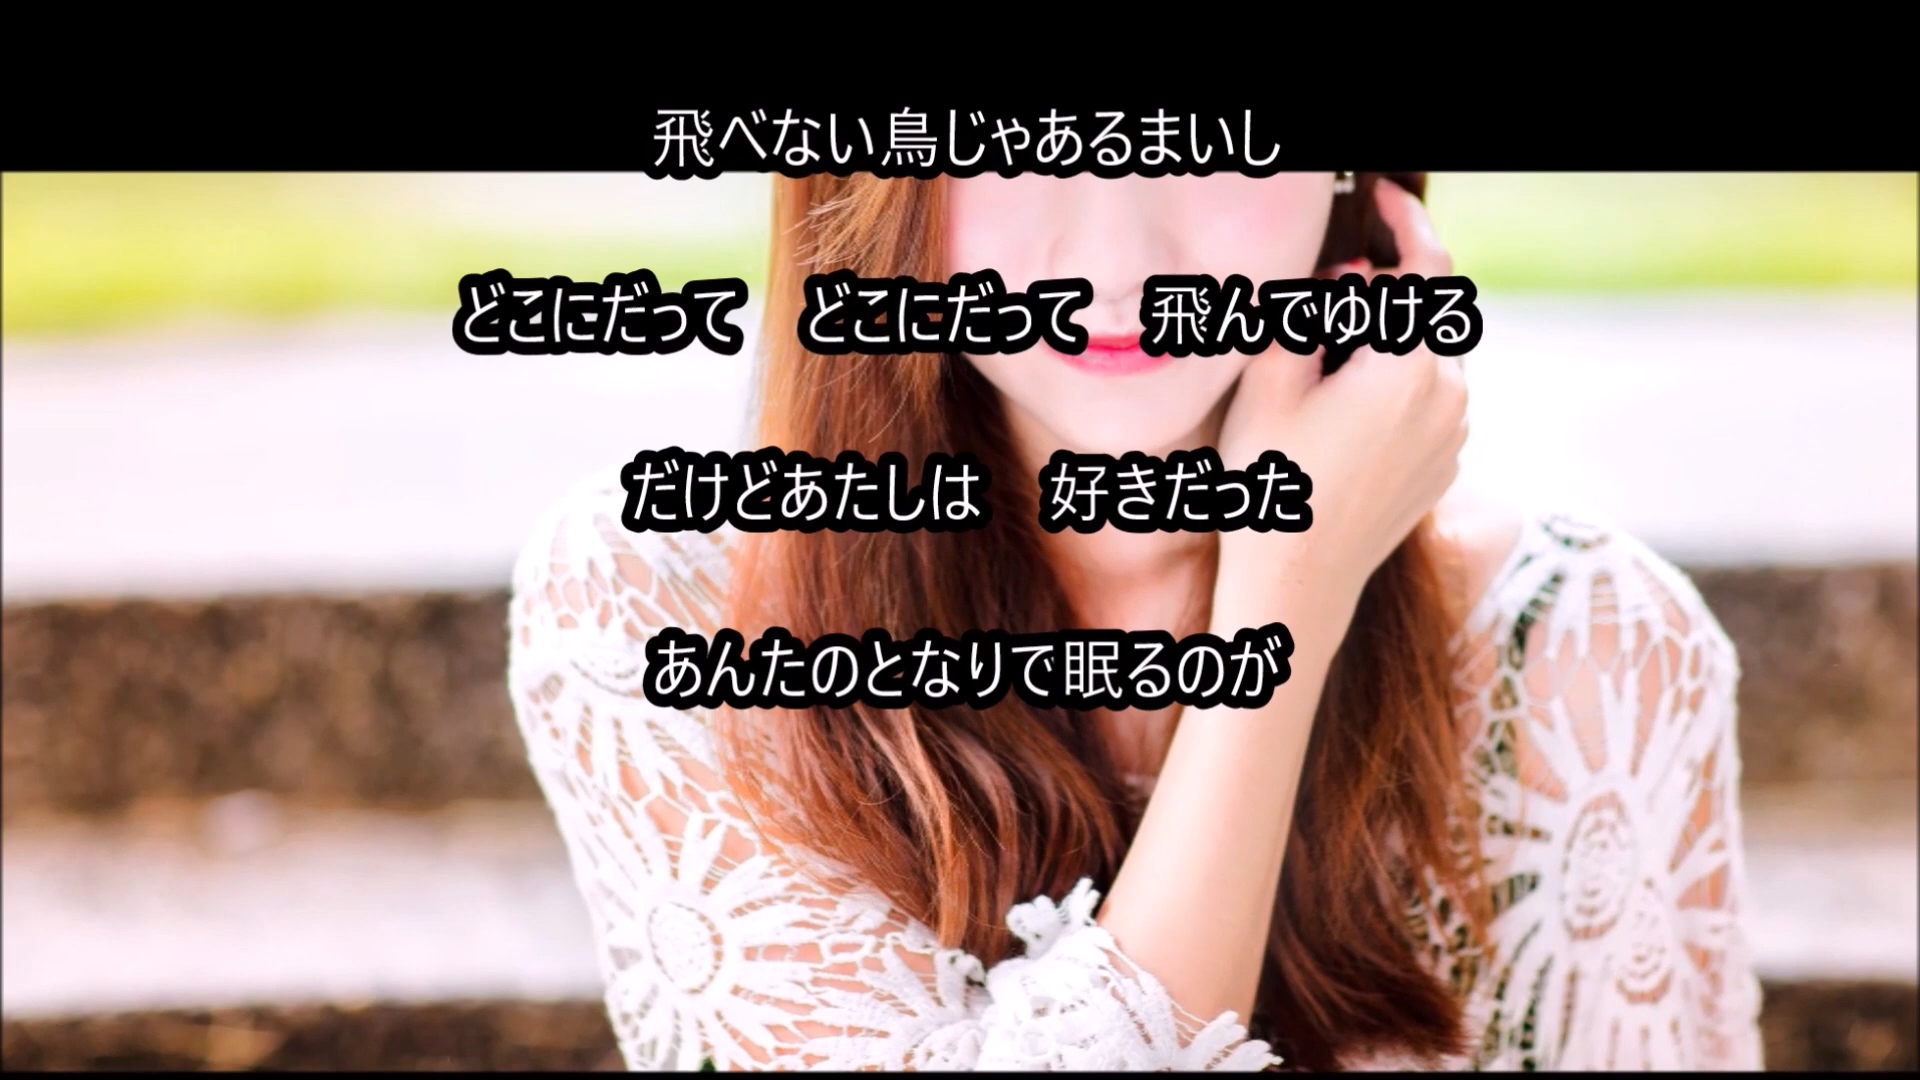 飛べない鳥じゃあるまいし
どこにだって　どこにだって　飛んでゆける
だけどあたしは　好きだった
あんたのとなりで眠るのが